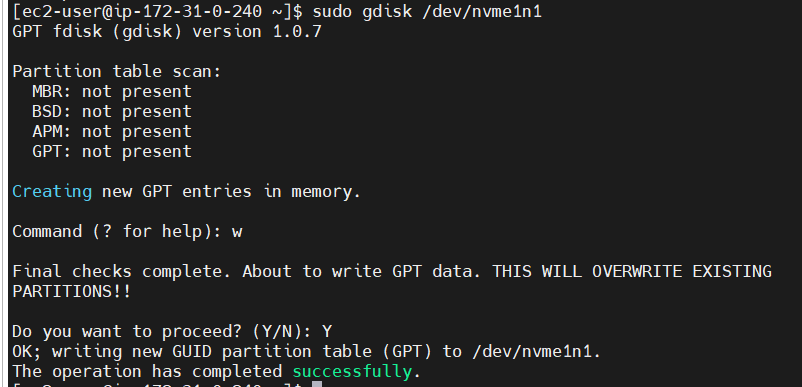 [ec2-user@ip-172-31-0-240 ~]$ sudo gdisk /dev/nvme1n1
GPT fdisk (gdisk) version 1.0.7
Partition table scan:
MBR: not present
BSD: not present
APM: not present
GPT: not present
Creating new GPT entries in memory.
Command (? for help): w
Final checks complete. About to write GPT data. THIS WILL OVERWRITE EXISTING
PARTITIONS!!
Do you want to proceed? (Y/N): Y
OK; writing new GUID partition table (GPT) to /dev/nvme1n1.
The operation has completed successfully.